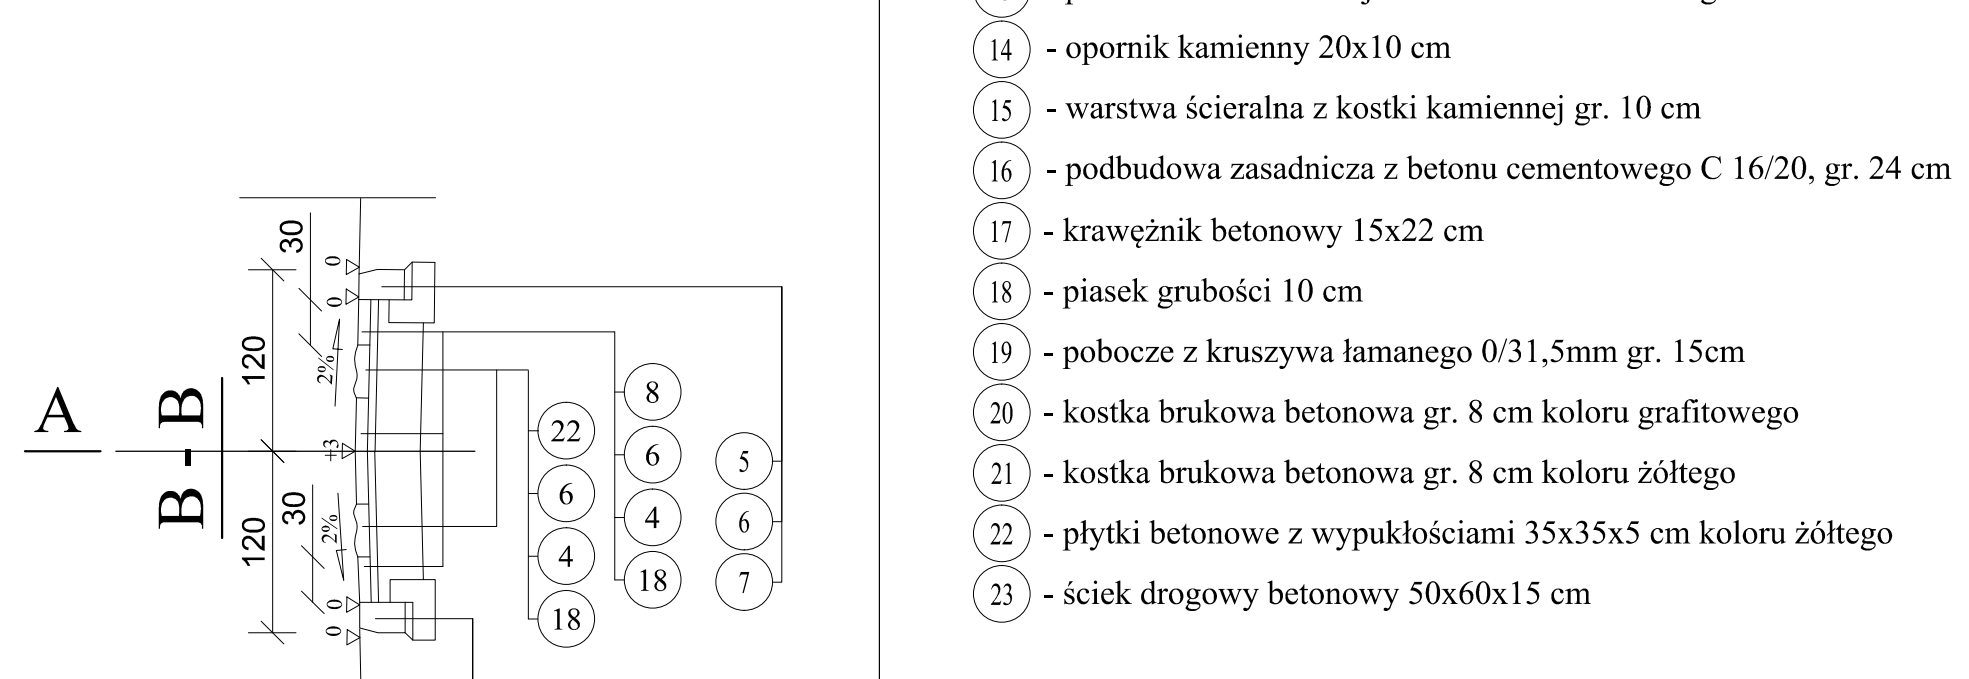 14 - opornik kamienny 20x10 cm
15 - warstwa ścieralna z kostki kamiennej gr. 10 cm
16 - podbudowa zasadnicza z betonu cementowego C 16/20, gr. 24 cm
17 - krawężnik betonowy 15x22 cm
18 - piasek grubości 10 cm
19 - pobocze z kruszywa łamanego 0/31,5mm gr. 15cm
20 - kostka brukowa betonowa gr. 8 cm koloru grafitowego
21 - kostka brukowa betonowa gr. 8 cm koloru żółtego
22 - płytki betonowe z wypukłościami 35x35x5 cm koloru żółtego
23 - ściek drogowy betonowy 50x60x15 cm
A
B - B
30
120
30
120
0
0
2%
+3
2%
0
0
22
6
4
18
8
6
4
18
5
6
7